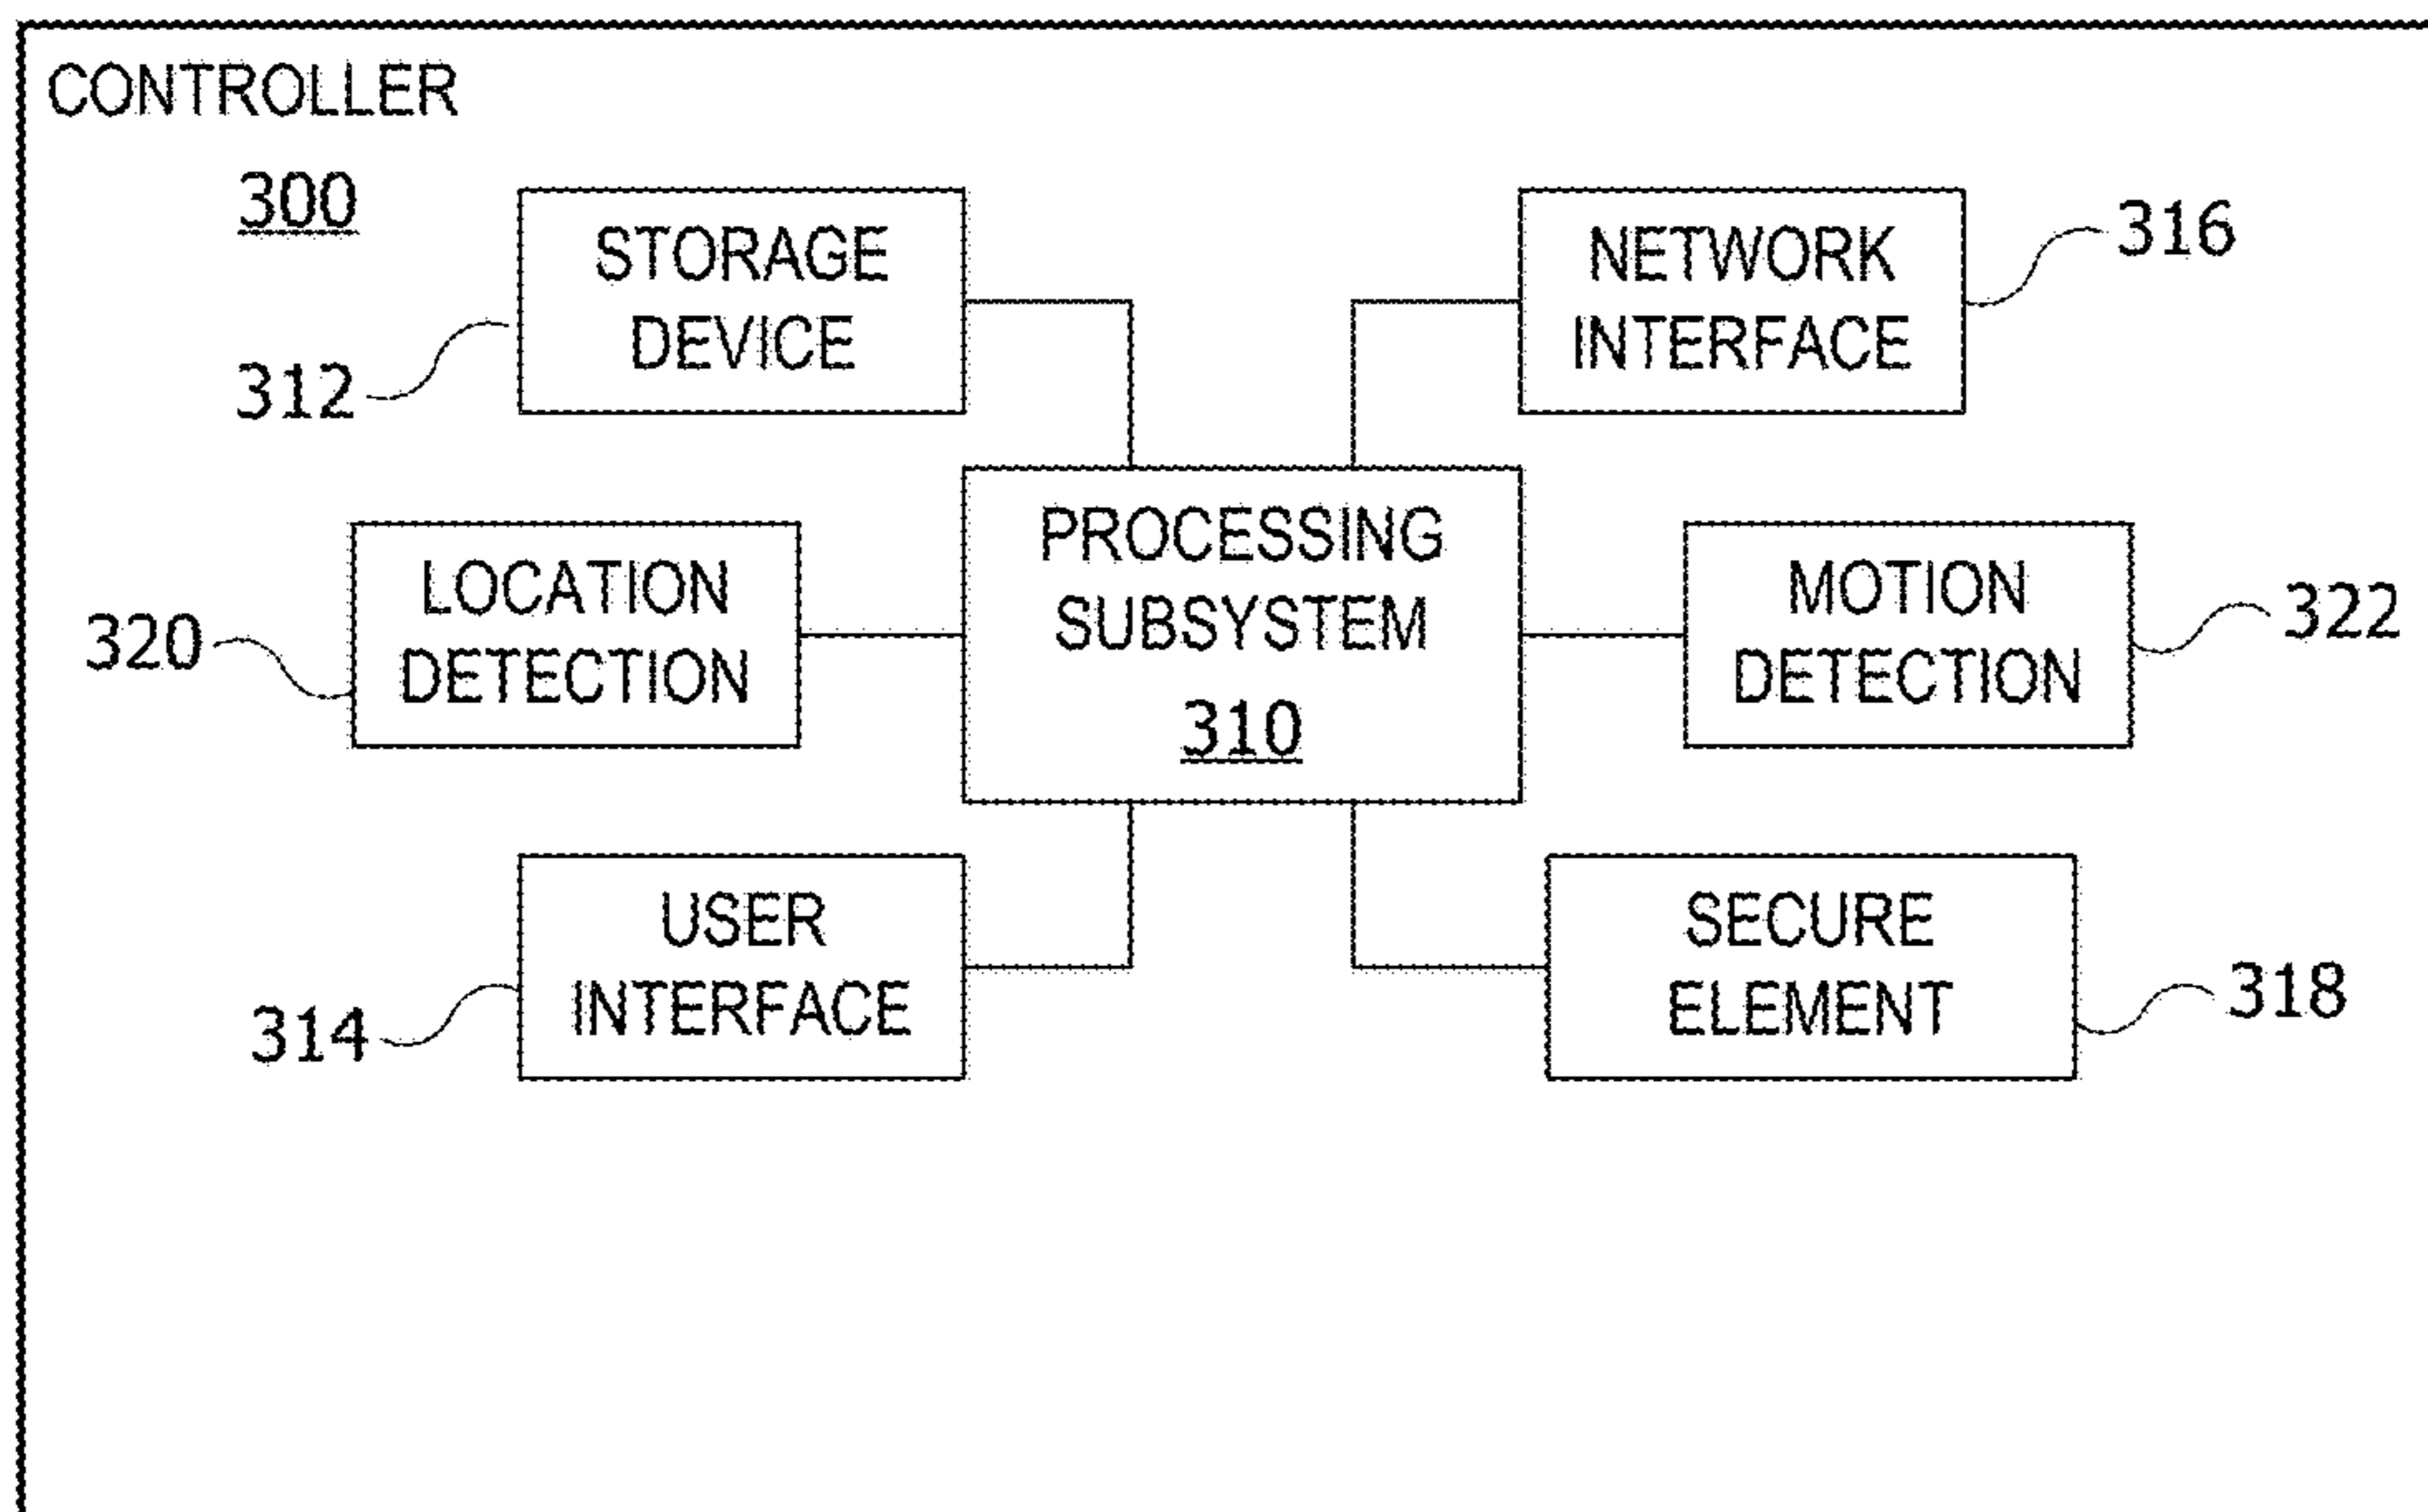 CONTROLLER
300
STORAGE
DEVICE
312
NETWORK
INTERFACE
316
LOCATION
DETECTION
320
PROCESSING
SUBSYSTEM
310
MOTION
DETECTION
322
USER
INTERFACE
314
SECURE
ELEMENT
318